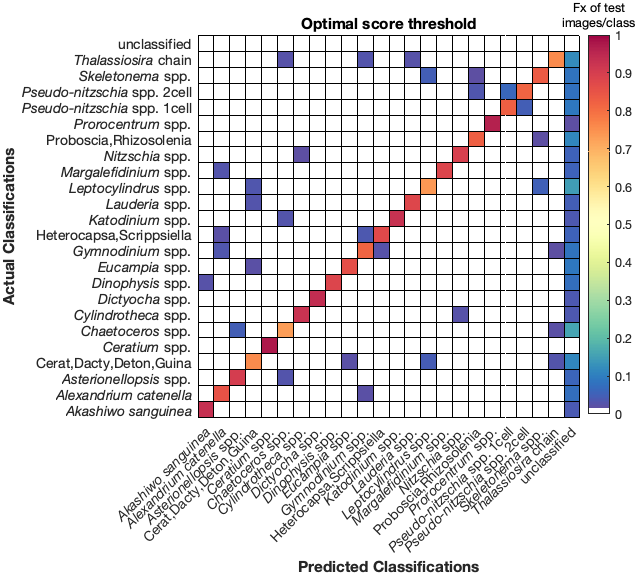 Optimal score threshold
Fx of test
images/class
unclassified
Thalassiosira chain
Skeletonema spp.
Pseudo-nitzschia spp. 2cell
Pseudo-nitzschia spp. 1cell
Prorocentrum spp.
Proboscia,Rhizosolenia
Nitzschia spp.
Margalefidinium spp.
Leptocylindrus spp.
Lauderia spp.
Katodinium spp.
Heterocapsa,Scrippsiella
Gymnodinium spp.
Eucampia spp.
Dinophysis spp.
Dictyocha spp.
Cylindrotheca spp.
Chaetoceros spp.
Ceratium spp.
Cerat,Dacty,Deton,Guina
Asterionellopsis spp.
Alexandrium catenella
Akashiwo sanguinea
Actual Classifications
1
0.9
0.8
0.7
0.6
0.5
0.4
0.3
0.2
0.1
0
Akashiwo sanguinea
Alexandrium catenella
Asterionellopsis spp.
Cerat,Dacty,Deton,Guina
Ceratium spp.
Chaetoceros spp.
Cylindrotheca spp.
Dictyocha spp.
Dinophysis spp.
Eucampia spp.
Gymnodinium spp.
Heterocapsa,Scrippsiella
Katodinium spp.
Lauderia spp.
Leptocylindrus spp.
Margalefidinium spp.
Nitzschia spp.
Proboscia,Rhizosolenia
Prorocentrum spp.
Pseudo-nitzschia spp. 1cell
Pseudo-nitzschia spp. 2cell
Skeletonema spp.
Thalassiosira chain
unclassified
Predicted Classifications